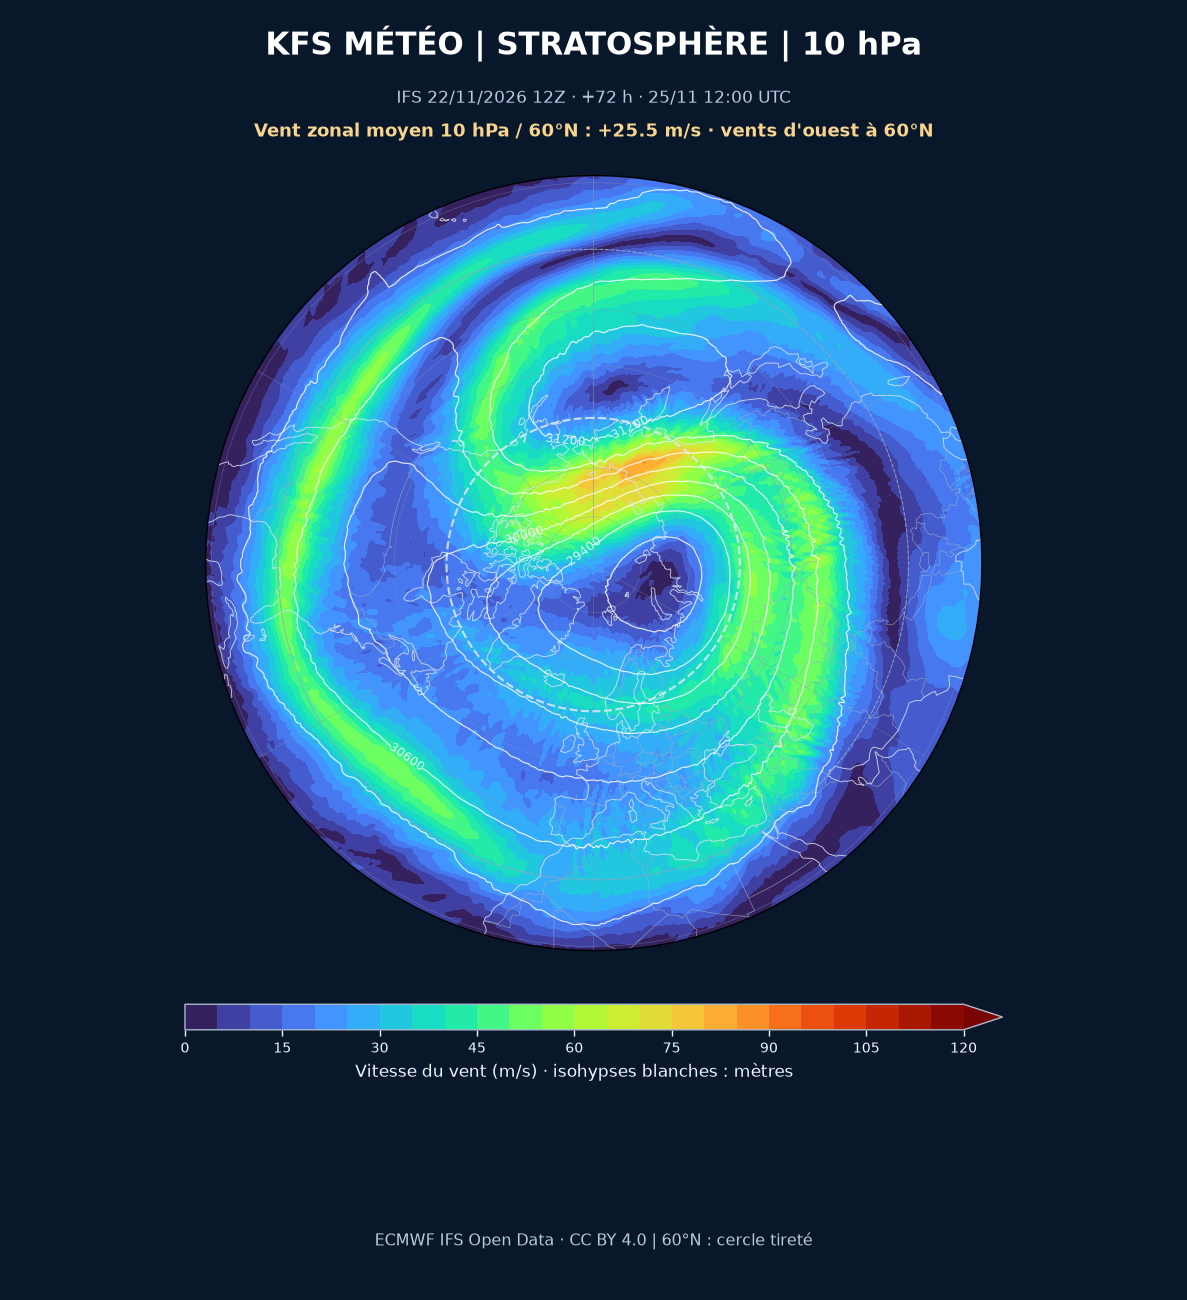 KFS MÉTÉO | STRATOSPHÈRE | 10 hPa
IFS 22/11/2026 12Z · +72 h · 25/11 12:00 UTC
Vent zonal moyen 10 hPa / 60°N : +25.5 m/s · vents d'ouest à 60°N
31200
31200
30300
29400
30600
0 15 30 45 60 75 90 105 120
Vitesse du vent (m/s) · isohypses blanches : mètres
ECMWF IFS Open Data · CC BY 4.0 | 60°N : cercle tireté